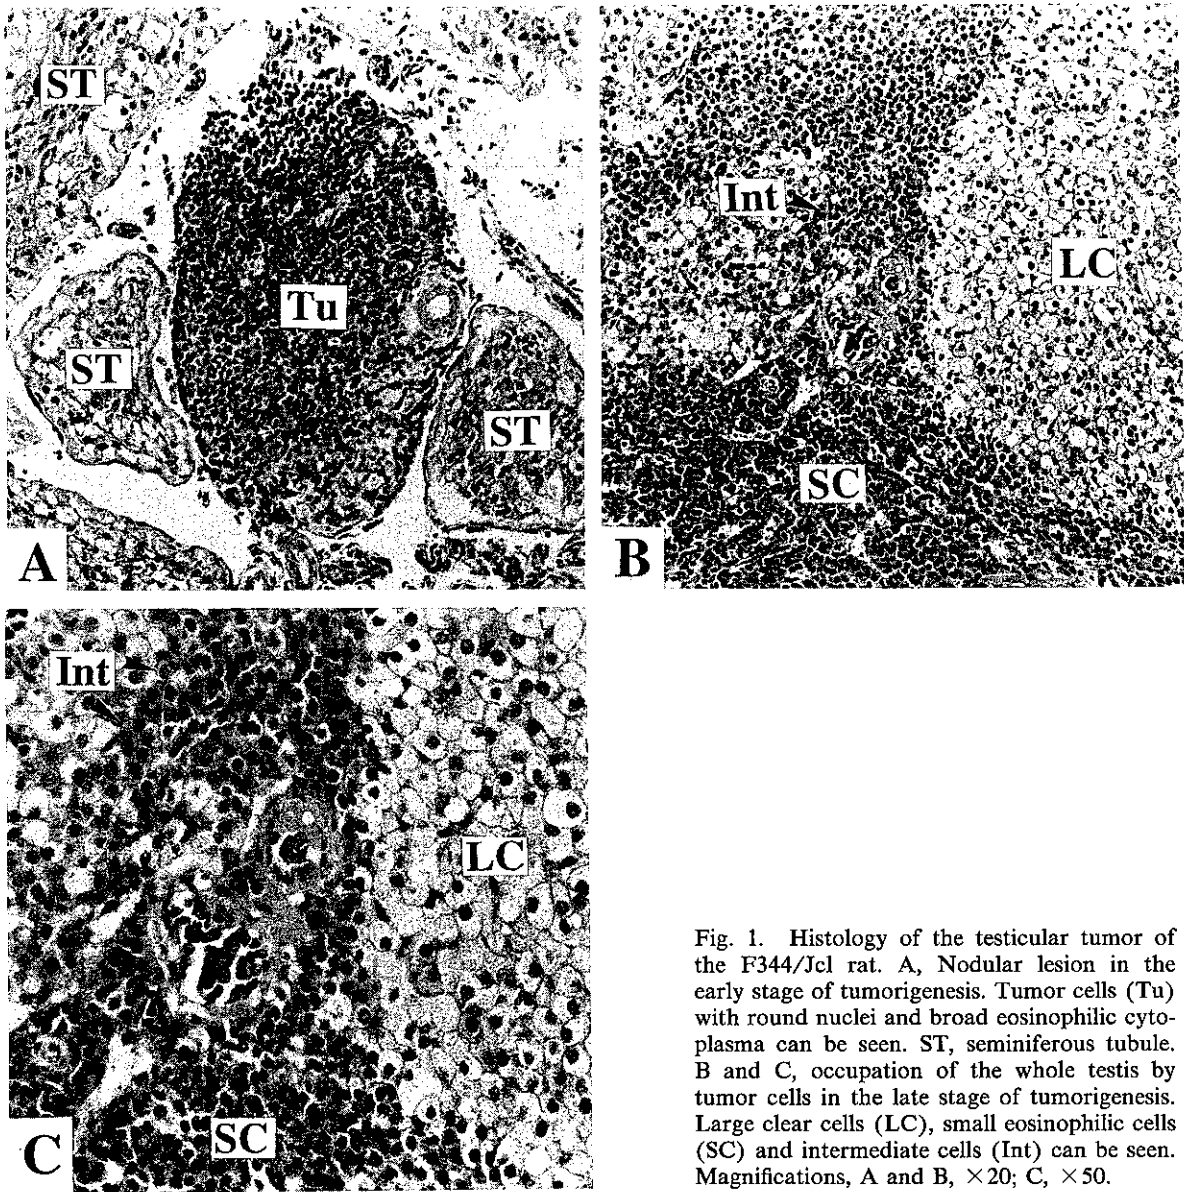 ST
Tu
ST
ST
A
Int
LC
SC
B
Int
LC
SC
C
Fig. 1. Histology of the testicular tumor of
the F344/Jcl rat. A, Nodular lesion in the
early stage of tumorigenesis. Tumor cells (Tu)
with round nuclei and broad eosinophilic cyto-
plasma can be seen. ST, seminiferous tubule.
B and C, occupation of the whole testis by
tumor cells in the late stage of tumorigenesis.
Large clear cells (LC), small eosinophilic cells
(SC) and intermediate cells (Int) can be seen.
Magnifications, A and B, ×20; C, ×50.